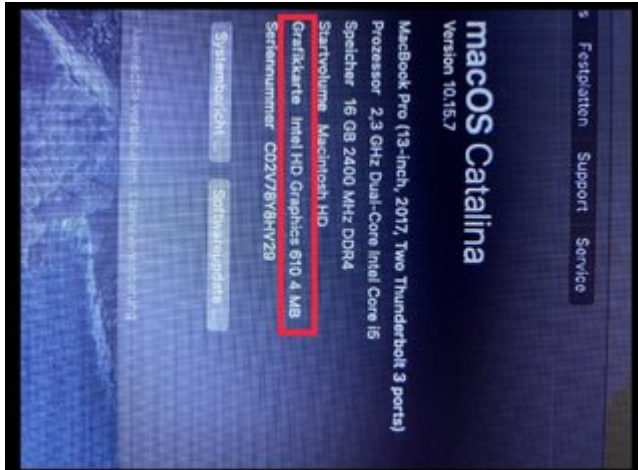 Festplatten Support Service
macOS Catalina
Version 10.15.7
MacBook Pro (13-inch, 2017, Two Thunderbolt 3 ports)
Prozessor 2,3 GHz Dual-Core Intel Core i5
Speicher 16 GB 2400 MHz DDR4
Startvolume Macintosh HD
Grafikkarte Intel HD Graphics 610 4 MB
Seriennummer C02V78Y8HV29
Systembericht ... Softwareupdate ...